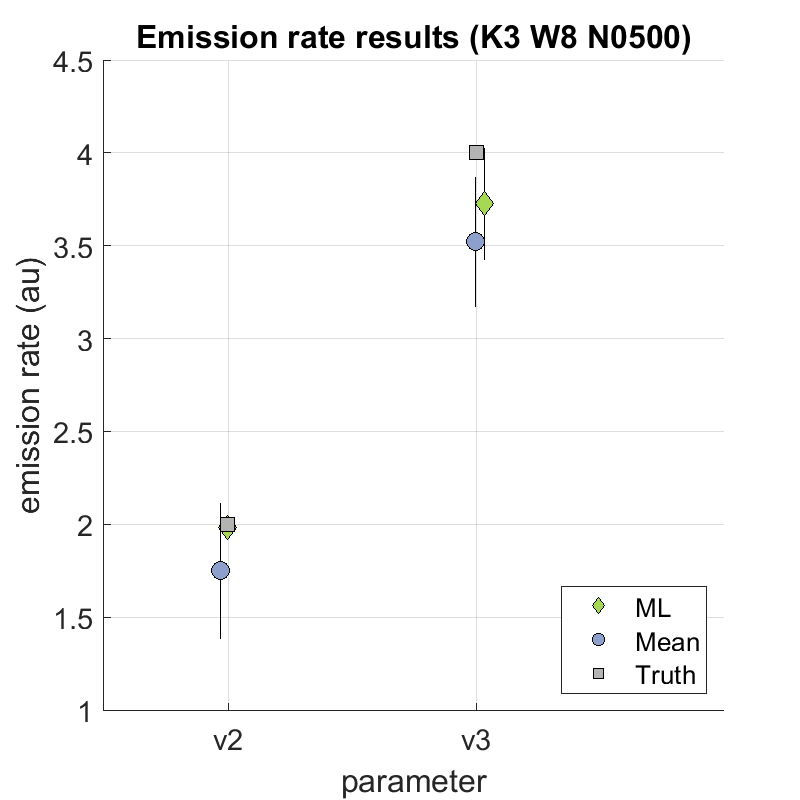 Emission rate results (K3 W8 N0500)
4.5
4
3.5
3
2.5
2
1.5
1
emission rate (au)
v2
v3
parameter
ML
Mean
Truth